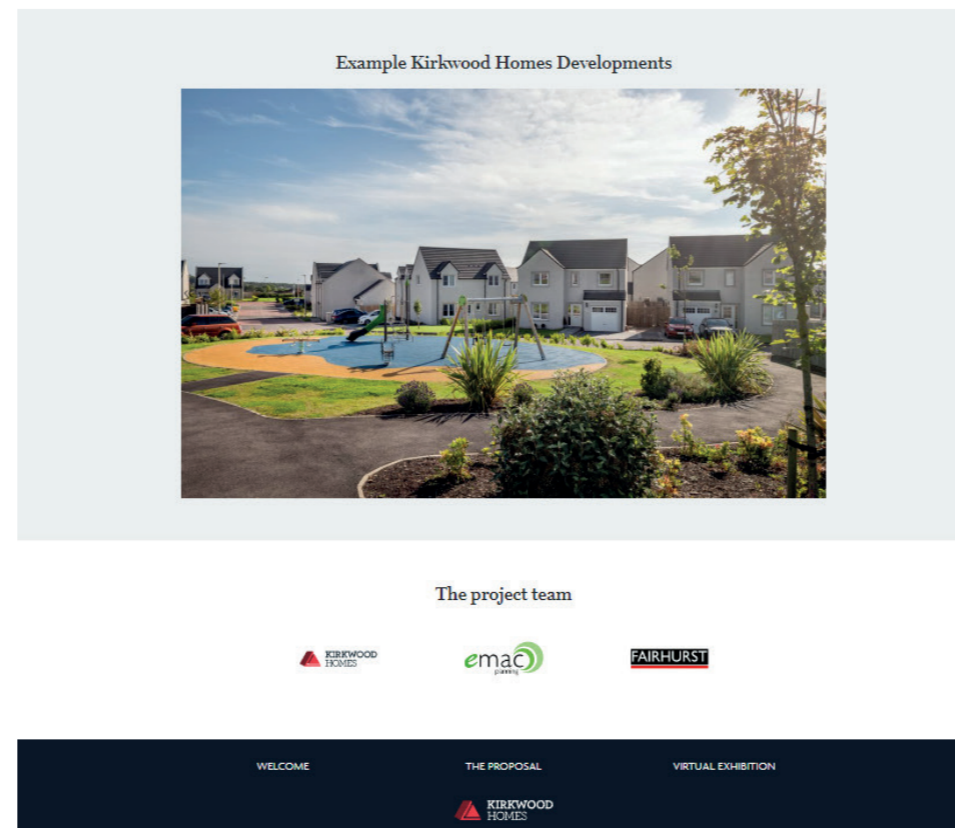 Example Kirkwood Homes Developments
The project team
KIRKWOOD
HOMES
emac
planning
FAIRHURST
WELCOME
THE PROPOSAL
VIRTUAL EXHIBITION
KIRKWOOD
HOMES